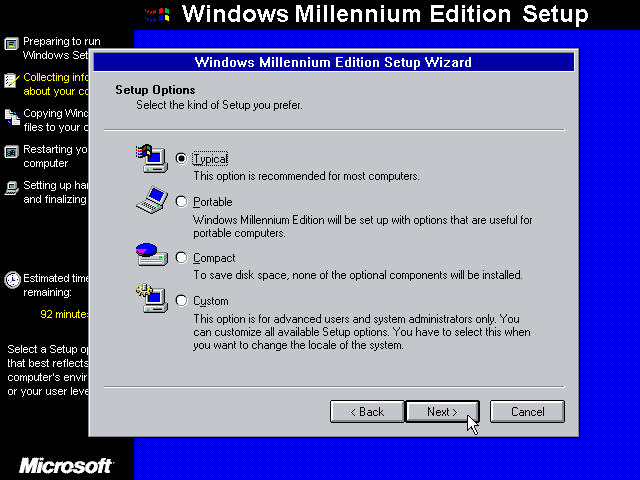 Windows Millennium Edition Setup
Preparing to run
Windows Set
Collecting info
about your co
Copying Wind
files to your c
Restarting yo
computer
Setting up har
and finalizing
Estimated time
remaining:
92 minutes
Select a Setup op
that best reflects
computer's envir
or your user leve
Microsoft
Windows Millennium Edition Setup Wizard
Setup Options
Select the kind of Setup you prefer.
Typical
This option is recommended for most computers.
Portable
Windows Millennium Edition will be set up with options that are useful for
portable computers.
Compact
To save disk space, none of the optional components will be installed.
Custom
This option is for advanced users and system administrators only. You
can customize all available Setup options. You have to select this when
you want to change the locale of the system.
< Back
Next >
Cancel